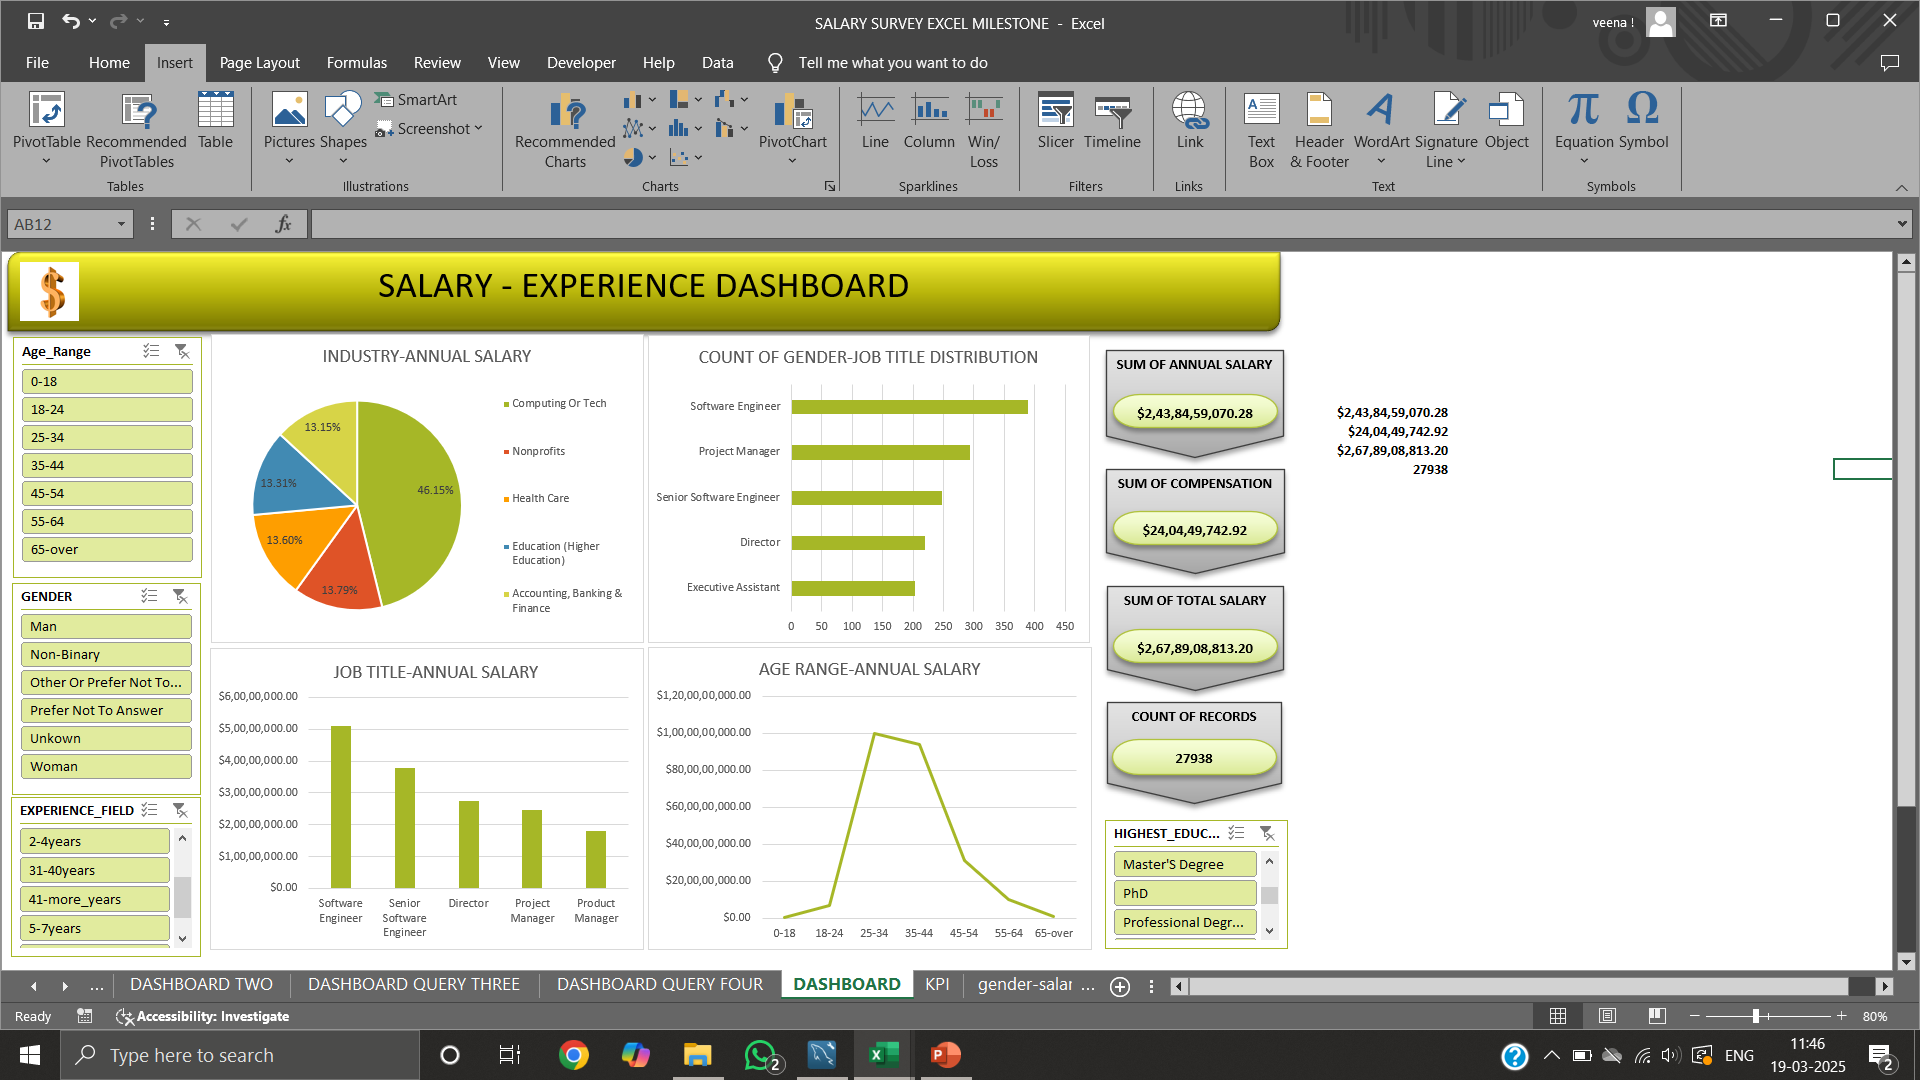 SALARY SURVEY EXCEL MILESTONE - Excel
veena !
File Home Insert Page Layout Formulas Review View Developer Help Data Tell me what you want to do
PivotTable
Recommended
PivotTables
Table
Tables
Pictures
Shapes
SmartArt
Screenshot
Illustrations
Recommended
Charts
PivotChart
Charts
Line
Column
Win/
Loss
Sparklines
Slicer
Timeline
Filters
Link
Links
Text
Box
Header
& Footer
WordArt
Signature
Line
Object
Text
Equation
Symbol
Symbols
AB12
fx
$
SALARY - EXPERIENCE DASHBOARD
Age_Range
0-18
18-24
25-34
35-44
45-54
55-64
65-over
GENDER
Man
Non-Binary
Other Or Prefer Not To...
Prefer Not To Answer
Unkown
Woman
EXPERIENCE_FIELD
2-4years
31-40years
41-more_years
5-7years
INDUSTRY-ANNUAL SALARY
46.15%
13.79%
13.60%
13.31%
13.15%
Computing Or Tech
Nonprofits
Health Care
Education (Higher
Education)
Accounting, Banking &
Finance
COUNT OF GENDER-JOB TITLE DISTRIBUTION
Software Engineer
Project Manager
Senior Software Engineer
Director
Executive Assistant
0 50 100 150 200 250 300 350 400 450
JOB TITLE-ANNUAL SALARY
$6,00,00,000.00
$5,00,00,000.00
$4,00,00,000.00
$3,00,00,000.00
$2,00,00,000.00
$1,00,00,000.00
$0.00
Software
Engineer
Senior
Software
Engineer
Director
Project
Manager
Product
Manager
AGE RANGE-ANNUAL SALARY
$1,20,00,00,000.00
$1,00,00,00,000.00
$80,00,00,000.00
$60,00,00,000.00
$40,00,00,000.00
$20,00,00,000.00
$0.00
0-18 18-24 25-34 35-44 45-54 55-64 65-over
SUM OF ANNUAL SALARY
$2,43,84,59,070.28
SUM OF COMPENSATION
$24,04,49,742.92
SUM OF TOTAL SALARY
$2,67,89,08,813.20
COUNT OF RECORDS
27938
HIGHEST_EDUC...
Master'S Degree
PhD
Professional Degr...
$2,43,84,59,070.28
$24,04,49,742.92
$2,67,89,08,813.20
27938
... DASHBOARD TWO DASHBOARD QUERY THREE DASHBOARD QUERY FOUR DASHBOARD KPI gender-salar ...
Ready
Accessibility: Investigate
80%
Type here to search
2
ENG
11:46
19-03-2025
2